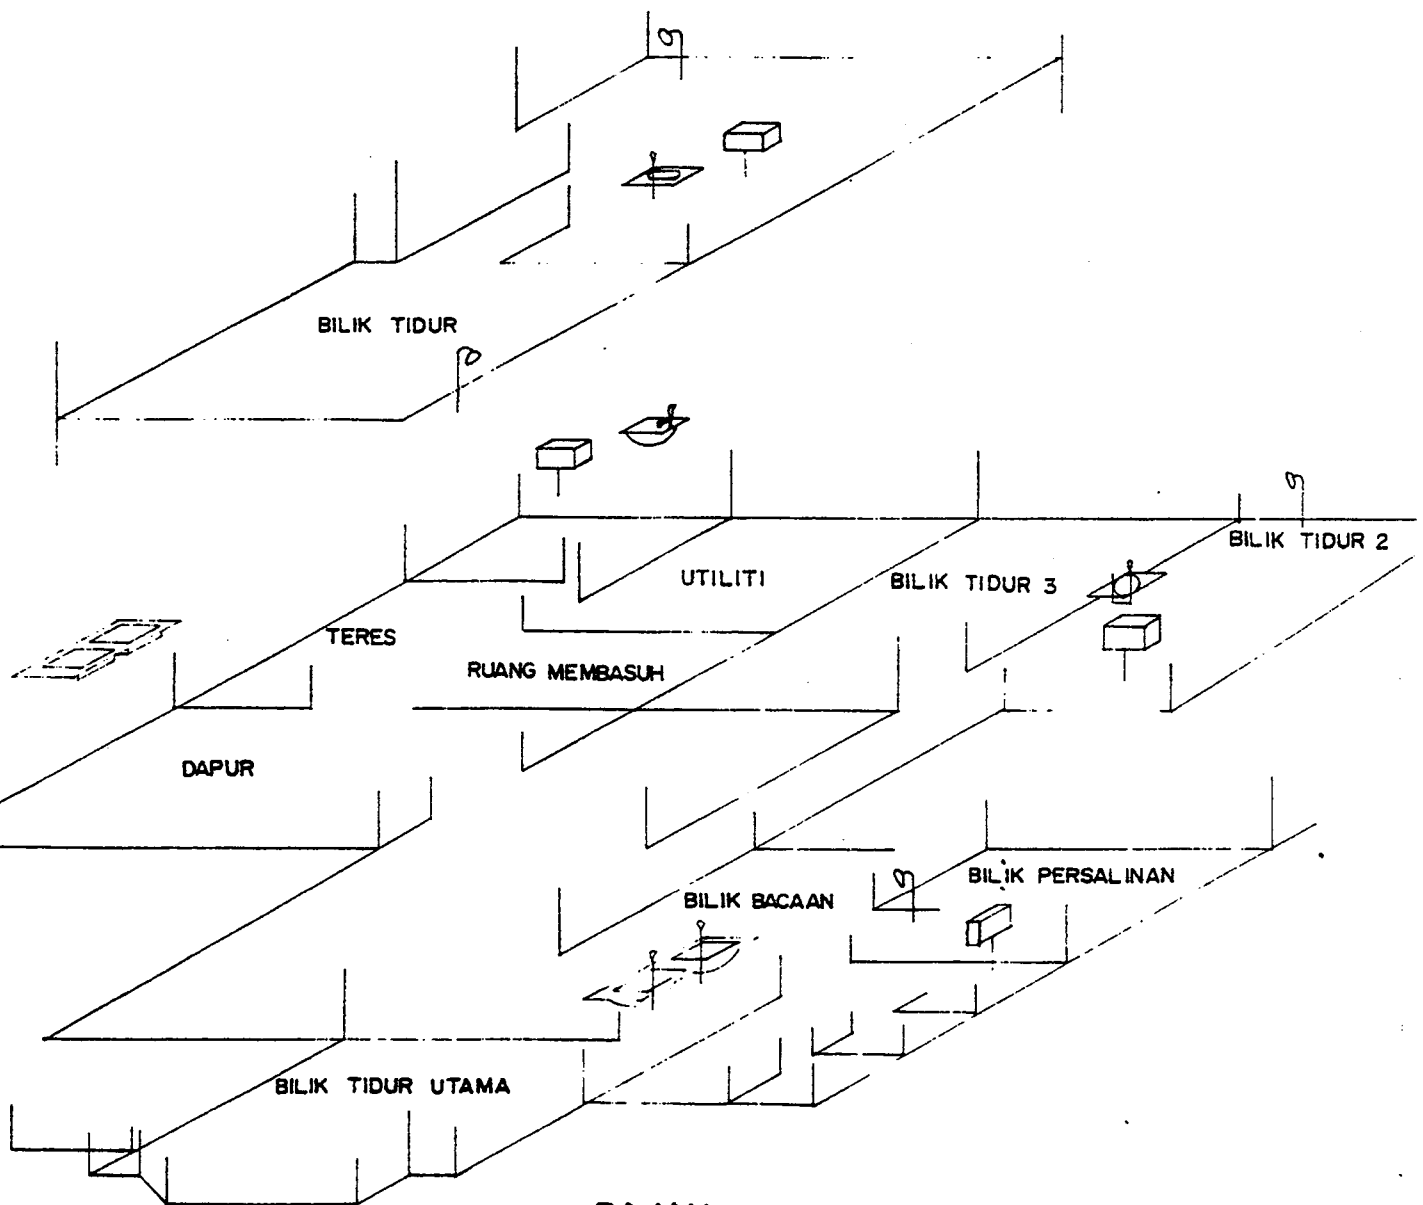 BILIK TIDUR
BILIK TIDUR 2
UTILITI
BILIK TIDUR 3
TERES
RUANG MEMBASUH
DAPUR
BILIK PERSALINAN
BILIK BACAAN
BILIK TIDUR UTAMA